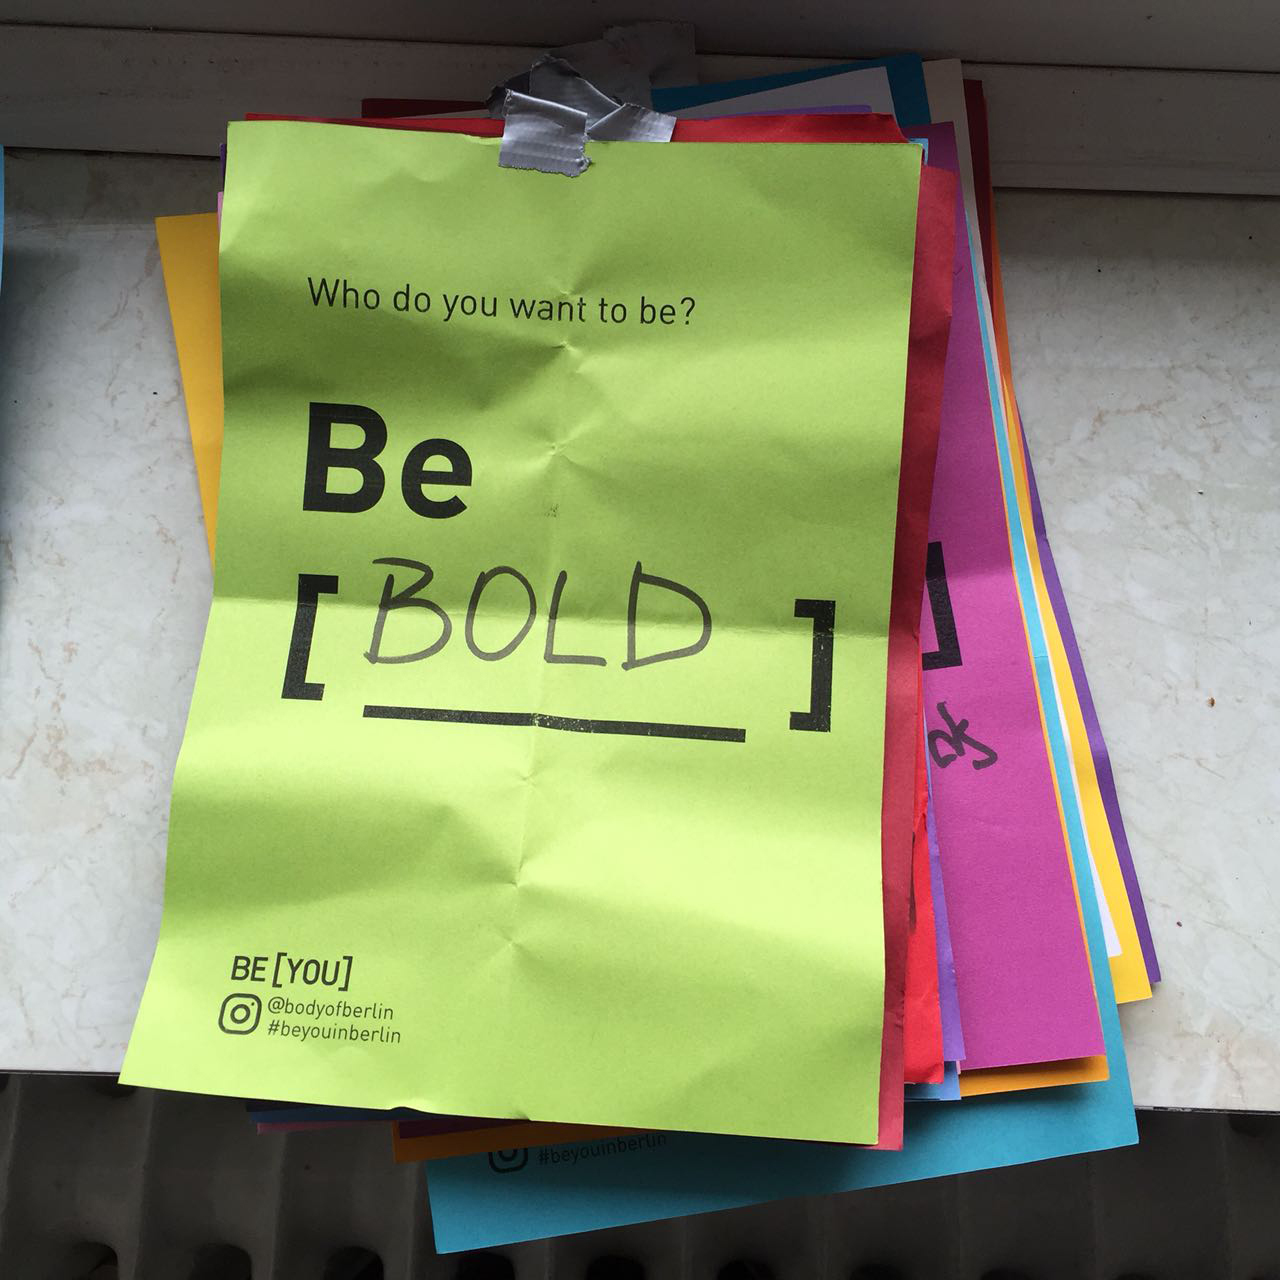 Who do you want to be?
Be
[BOLD]
BE[YOU]
@bodyofberlin
#beyouinberlin
]
#beyouinberlin